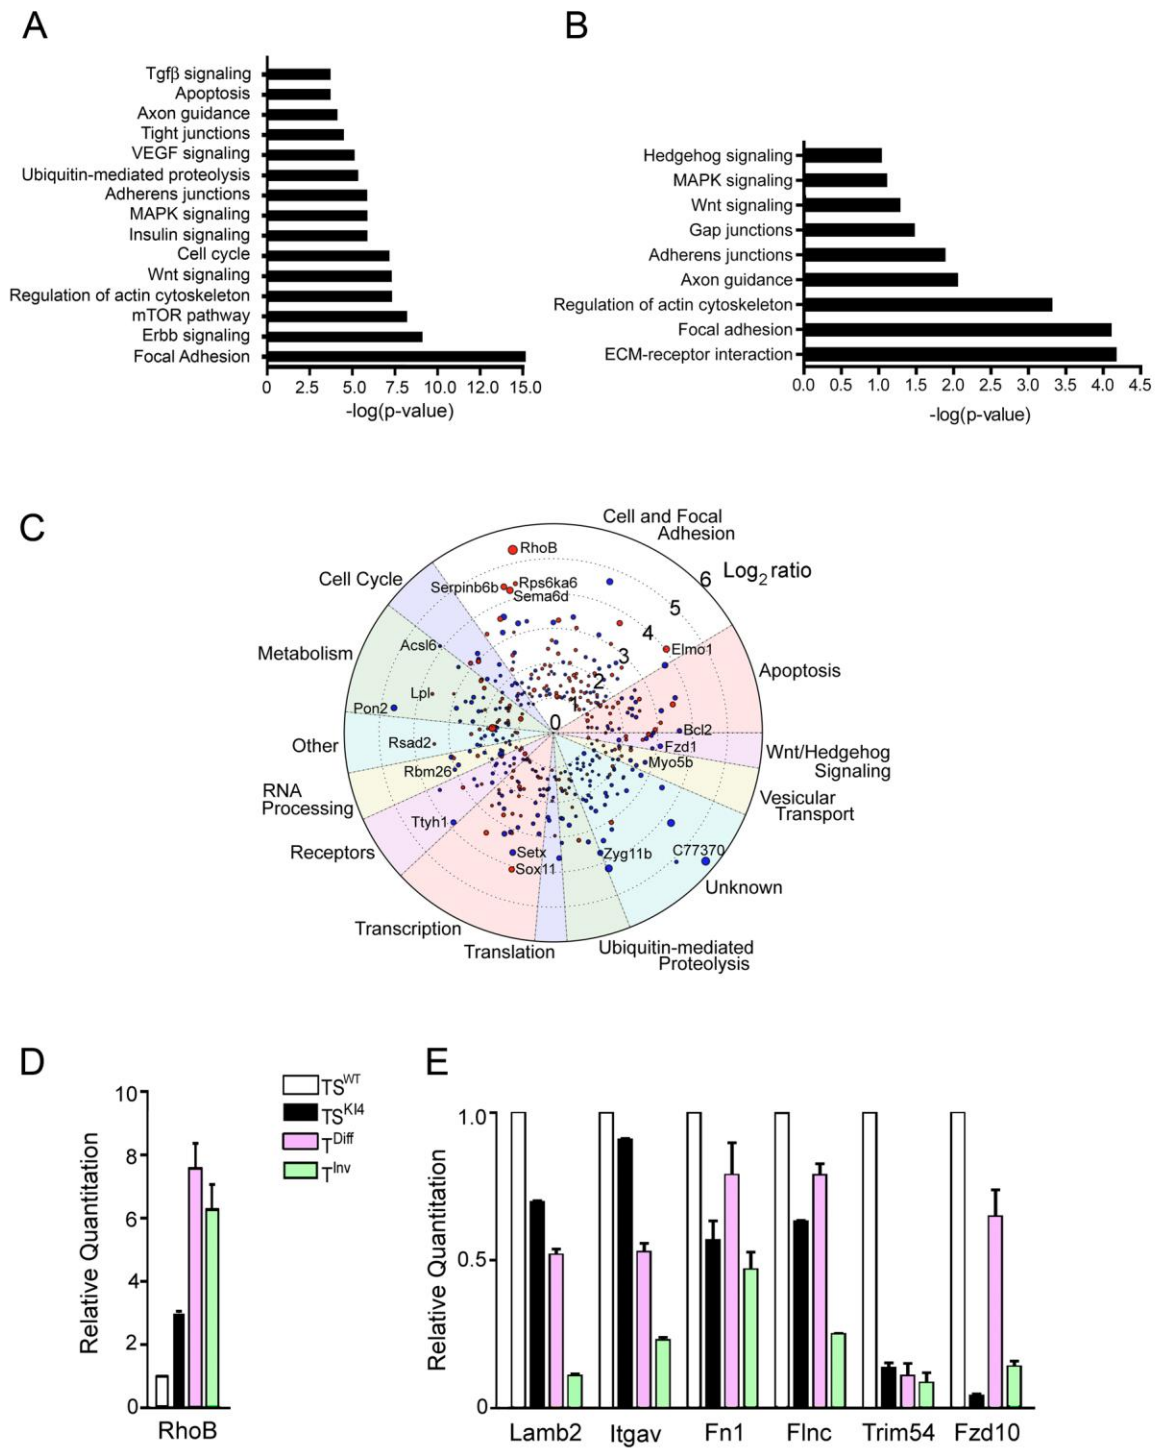 A
Tgfβ signaling
Apoptosis
Axon guidance
Tight junctions
VEGF signaling
Ubiquitin-mediated proteolysis
Adherens junctions
MAPK signaling
Insulin signaling
Cell cycle
Wnt signaling
Regulation of actin cytoskeleton
mTOR pathway
Erbb signaling
Focal Adhesion
0 2.5 5.0 7.5 10.0 12.5 15.0
-log(p-value)
B
Hedgehog signaling
MAPK signaling
Wnt signaling
Gap junctions
Adherens junctions
Axon guidance
Regulation of actin cytoskeleton
Focal adhesion
ECM-receptor interaction
0.0 0.5 1.0 1.5 2.0 2.5 3.0 3.5 4.0 4.5
-log(p-value)
C
Cell and Focal
Adhesion
Log2 ratio
6
5
4
3
2
1
0
RhoB
Serpinb6b
Rps6ka6
Sema6d
Elmo1
Cell Cycle
Acsl6
Metabolism
Lpl
Pon2
Other
Rsad2
Rbm26
RNA
Processing
Receptors
Ttyh1
Setx
Sox11
Transcription
Translation
Zyg11b
Ubiquitin-mediated
Proteolysis
C77370
Unknown
Vesicular
Transport
Myo5b
Fzd1
Wnt/Hedgehog
Signaling
Bcl2
Apoptosis
D
Relative Quantitation
10
8
6
4
2
0
RhoB
TSWT
TSKI4
TDiff
TInv
E
Relative Quantitation
1.0
0.5
0
Lamb2 Itgav Fn1 Flnc Trim54 Fzd10